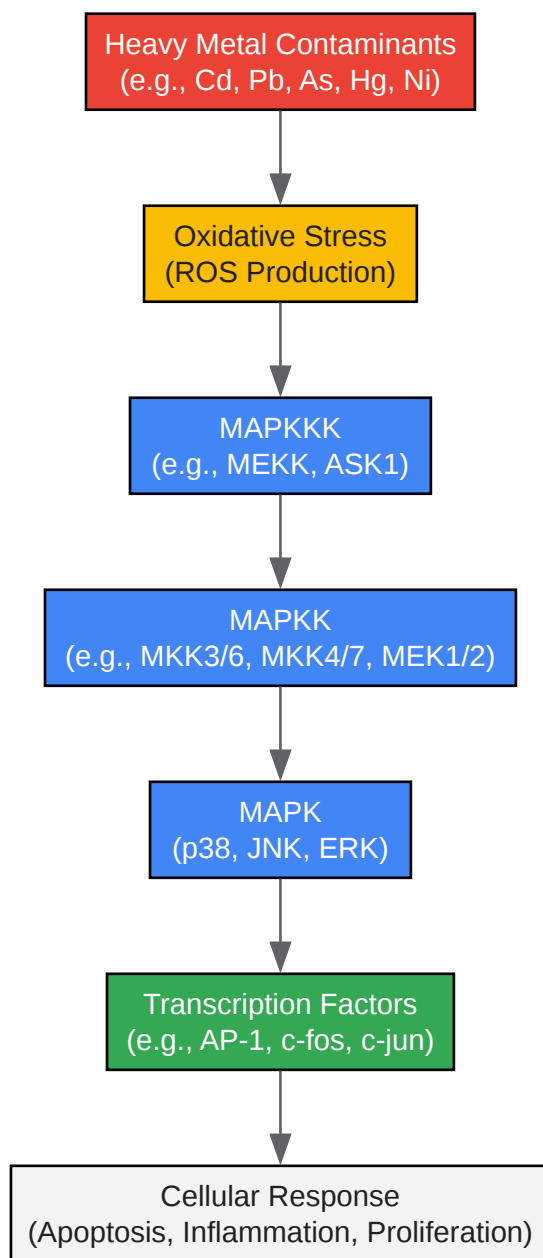 Heavy Metal Contaminants
(e.g., Cd, Pb, As, Hg, Ni)
Oxidative Stress
(ROS Production)
MAPKKK
(e.g., MEKK, ASK1)
MAPKK
(e.g., MKK3/6, MKK4/7, MEK1/2)
MAPK
(p38, JNK, ERK)
Transcription Factors
(e.g., AP-1, c-fos, c-jun)
Cellular Response
(Apoptosis, Inflammation, Proliferation)